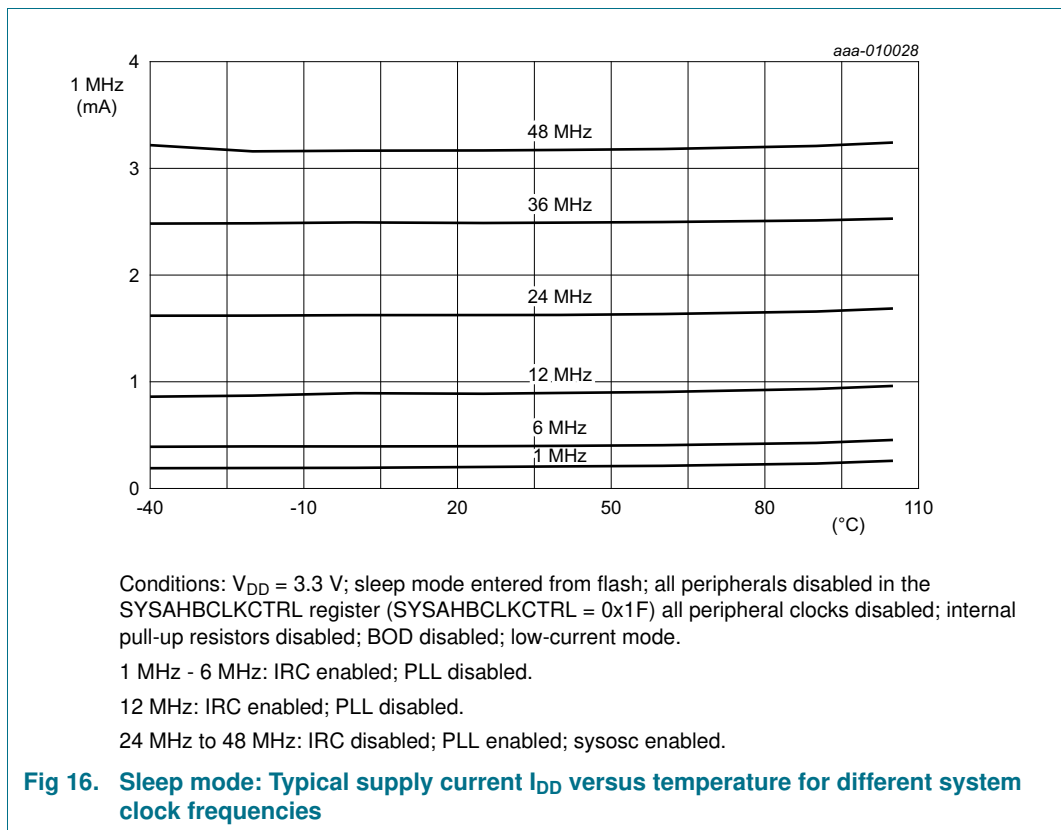 aaa-010028
4
1 MHz
(mA)
48 MHz
3
36 MHz
2
24 MHz
1
12 MHz
6 MHz
1 MHz
0
-40 -10 20 50 80 110
(°C)
Conditions: VDD = 3.3 V; sleep mode entered from flash; all peripherals disabled in the
SYSAHBCLKCTRL register (SYSAHBCLKCTRL = 0x1F) all peripheral clocks disabled; internal
pull-up resistors disabled; BOD disabled; low-current mode.
1 MHz - 6 MHz: IRC enabled; PLL disabled.
12 MHz: IRC enabled; PLL disabled.
24 MHz to 48 MHz: IRC disabled; PLL enabled; sysosc enabled.
Fig 16. Sleep mode: Typical supply current IDD versus temperature for different system
clock frequencies